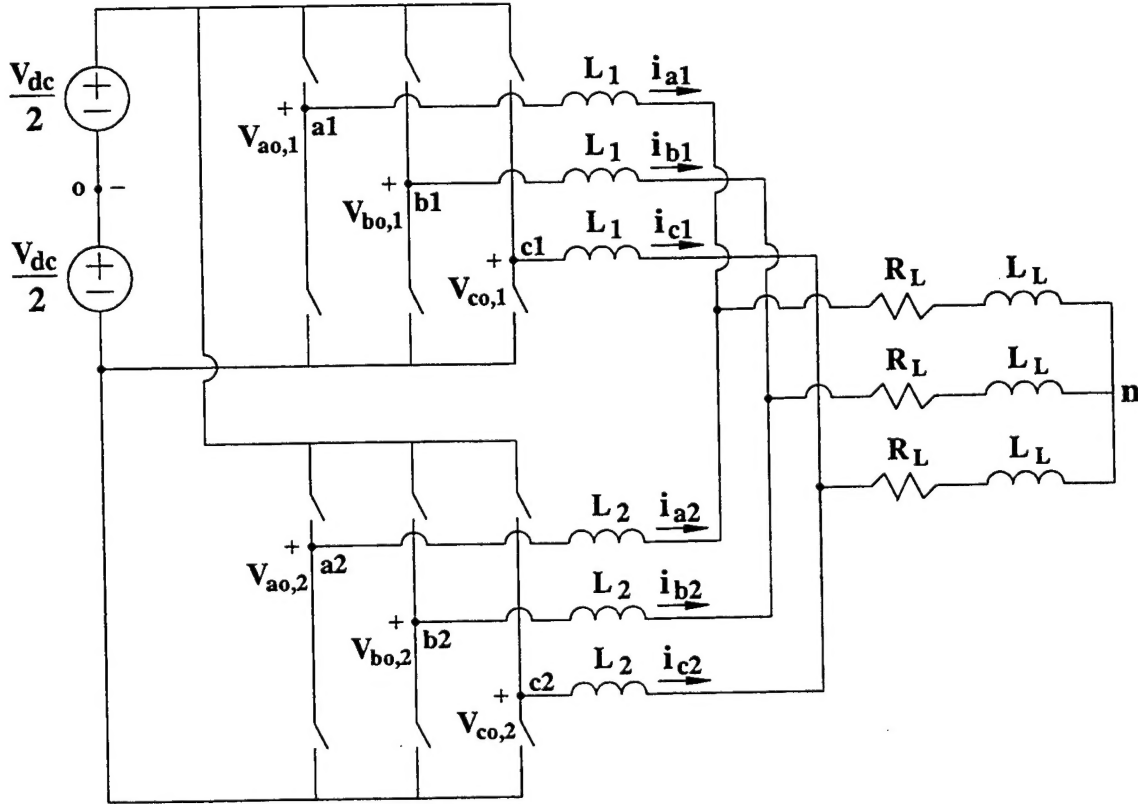 L1 ia1
Vdc/2 + −
+ a1
Vao,1
L1 ib1
o −
+ b1
Vbo,1
L1 ic1
+ c1
Vdc/2 + −
Vco,1
RL LL
RL LL
n
RL LL
L2 ia2
+ a2
Vao,2
L2 ib2
+ b2
Vbo,2
L2 ic2
+ c2
Vco,2